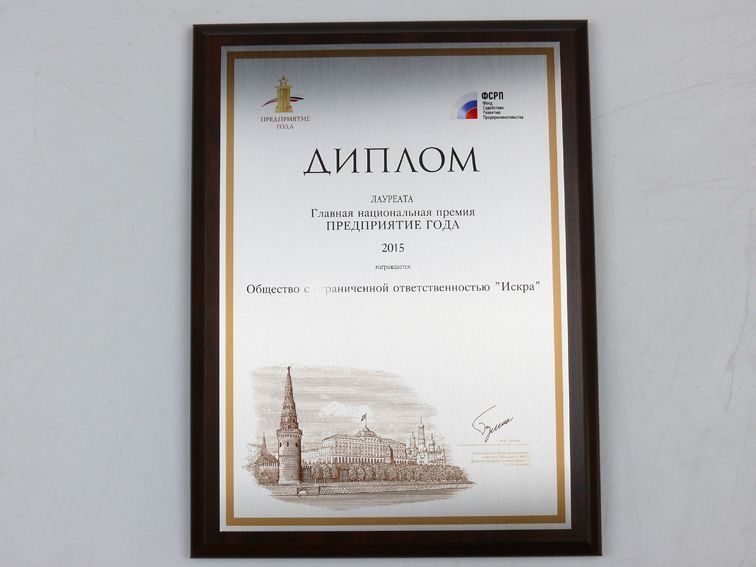 ПРЕДПРИЯТИЕ
ГОДА
ФСРП
Фонд
Содействия
Развитию
Предпринимательства
ДИПЛОМ
ЛАУРЕАТА
Главная национальная премия
ПРЕДПРИЯТИЕ ГОДА
2015
награждается
Общество с ограниченной ответственностью "Искра"